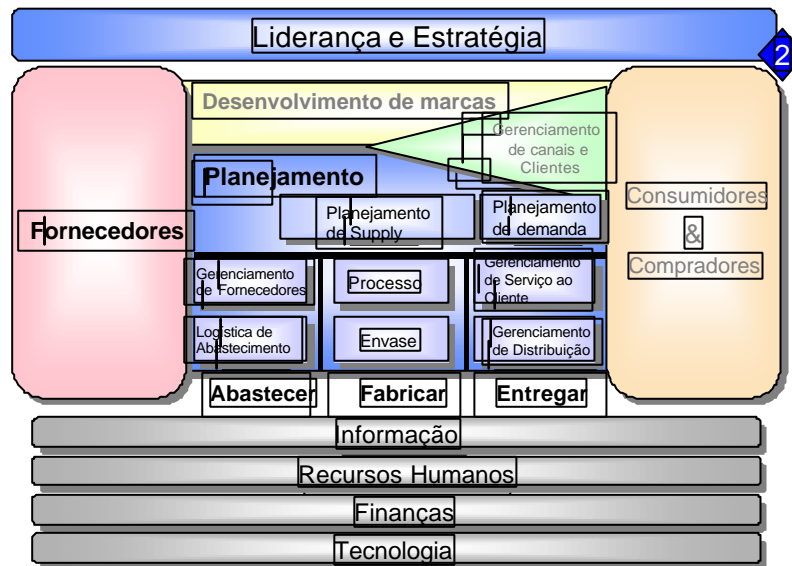 Liderança e Estratégia
2
Desenvolvimento de marcas
Gerenciamento
de canais e
Clientes
Planejamento
Planejamento
de Supply
Planejamento
de demanda
Fornecedores
Consumidores
&
Compradores
Gerenciamento
de Fornecedores
Processo
Gerenciamento
de Serviço ao
Cliente
Logística de
Abastecimento
Envase
Gerenciamento
de Distribuição
Abastecer
Fabricar
Entregar
Informação
Recursos Humanos
Finanças
Tecnologia